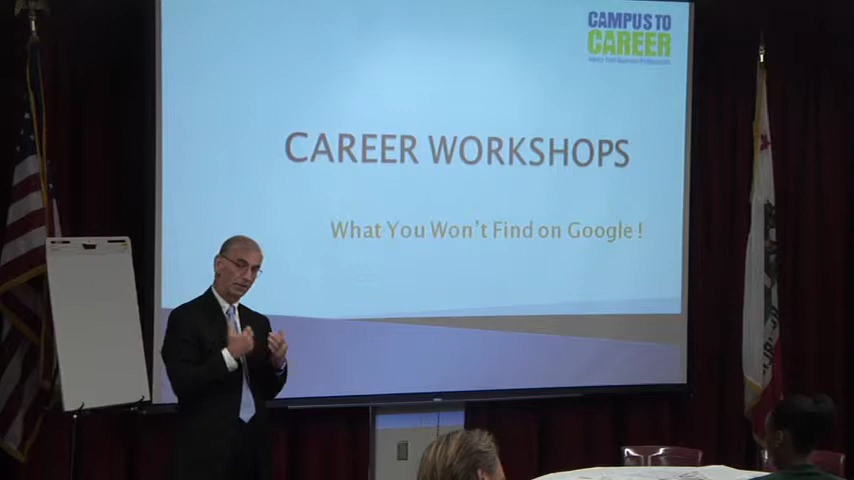 CAMPUS TO
CAREER
CAREER WORKSHOPS
What You Won't Find on Google !